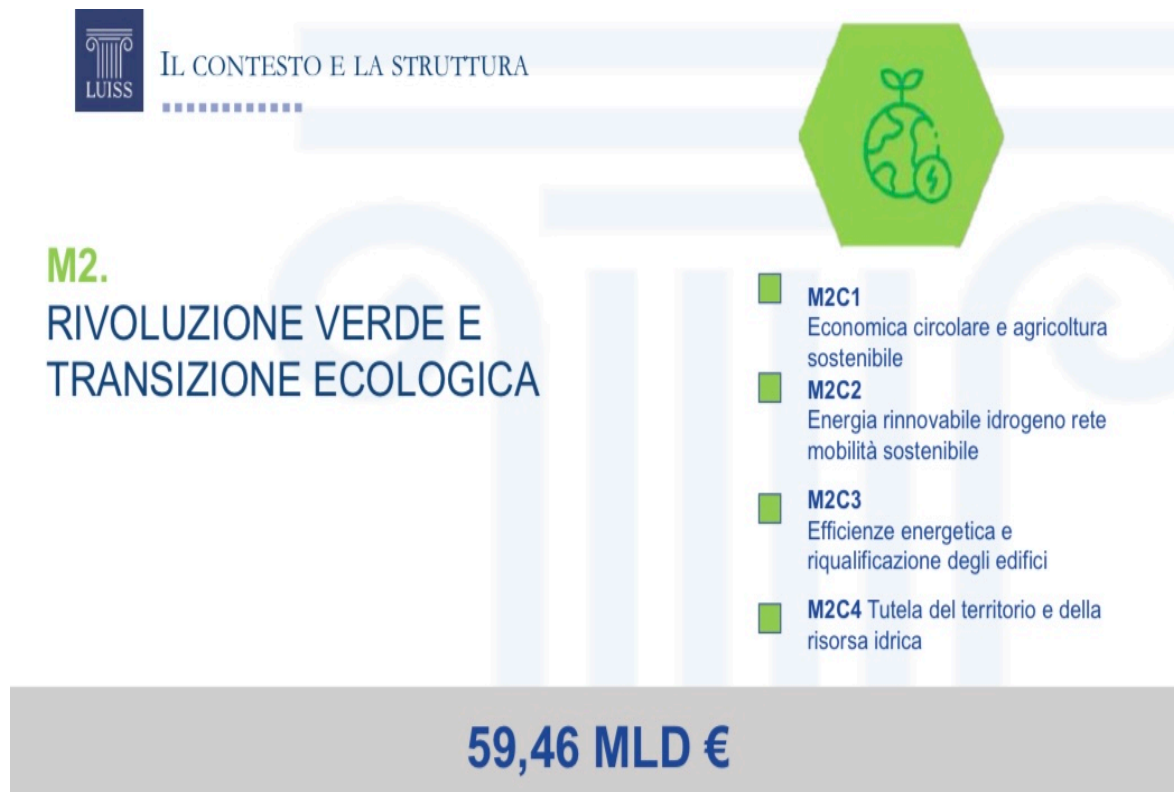 LUISS
IL CONTESTO E LA STRUTTURA
M2.
RIVOLUZIONE VERDE E
TRANSIZIONE ECOLOGICA
M2C1
Economica circolare e agricoltura
sostenibile
M2C2
Energia rinnovabile idrogeno rete
mobilità sostenibile
M2C3
Efficienze energetica e
riqualificazione degli edifici
M2C4 Tutela del territorio e della
risorsa idrica
59,46 MLD €